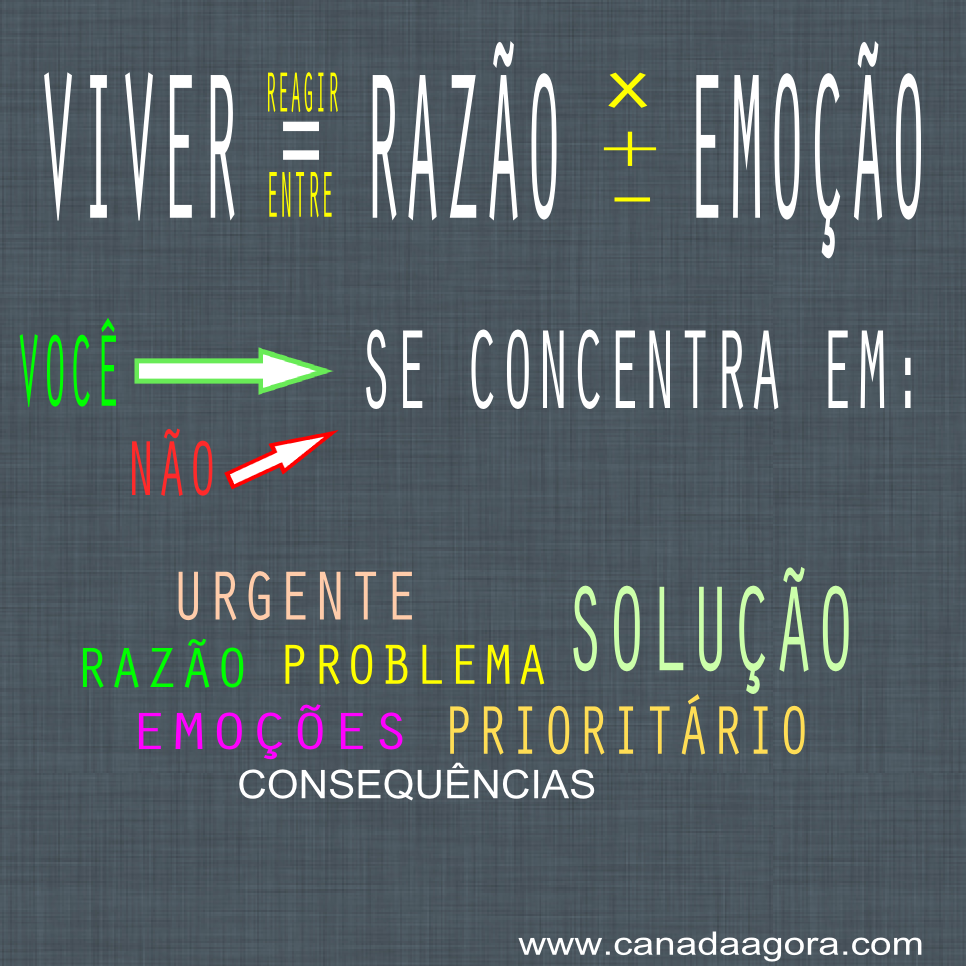 REAGIR
VIVER = RAZÃO × + − EMOÇÃO
ENTRE
VOCÊ SE CONCENTRA EM:
NÃO
URGENTE SOLUÇÃO
RAZÃO PROBLEMA
EMOÇÕES PRIORITÁRIO
CONSEQUÊNCIAS
www.canadaagora.com